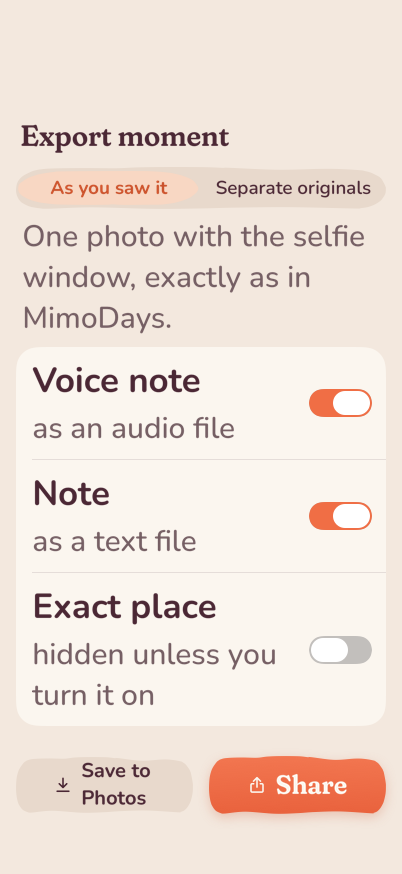 Export moment
As you saw it
Separate originals
One photo with the selfie
window, exactly as in
MimoDays.
Voice note
as an audio file
Note
as a text file
Exact place
hidden unless you
turn it on
Save to
Photos
Share